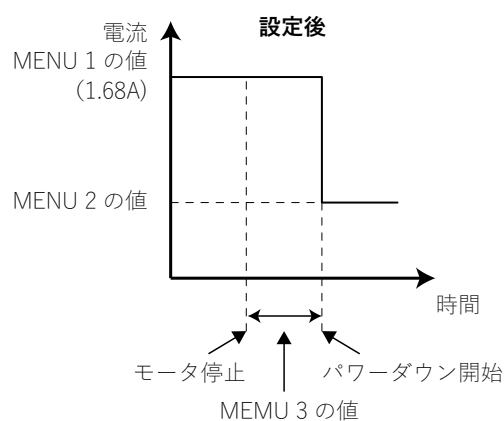 設定後
電流
MENU 1 の値
(1.68A)
MENU 2 の値
時間
モータ停止
パワーダウン開始
MEMU 3 の値